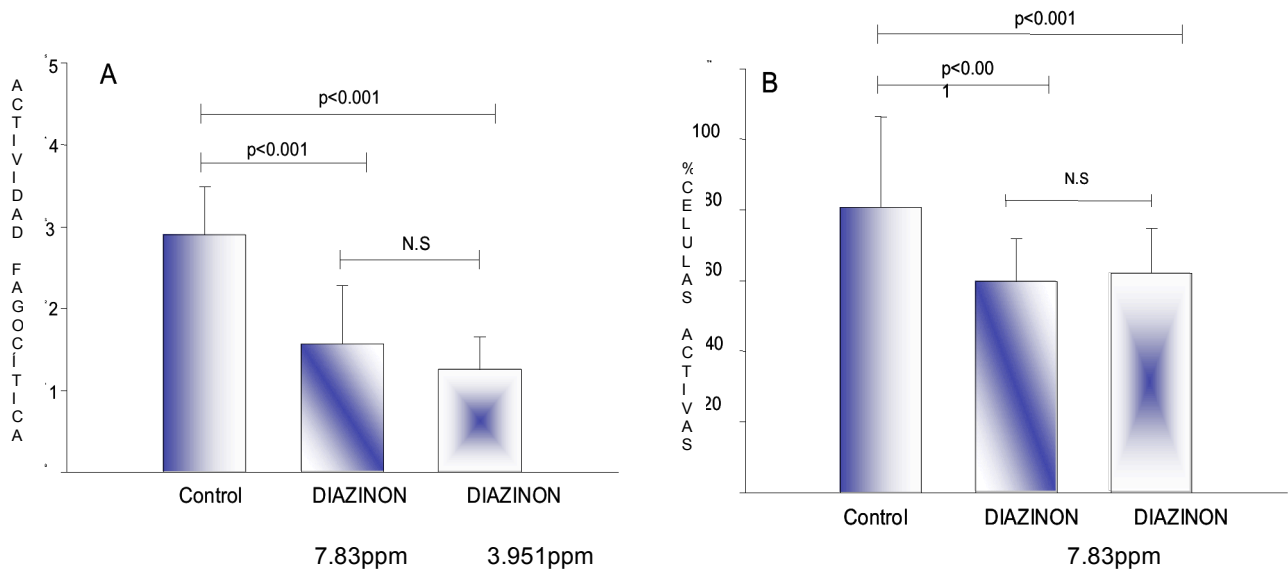 A
ACTIVIDAD FAGOCÍTICA
5
4
3
2
1
p<0.001
p<0.001
N.S
Control DIAZINON DIAZINON
7.83ppm 3.951ppm
B
%CELULAS ACTIVAS
100
80
60
40
20
p<0.001
p<0.00
1
N.S
Control DIAZINON DIAZINON
7.83ppm